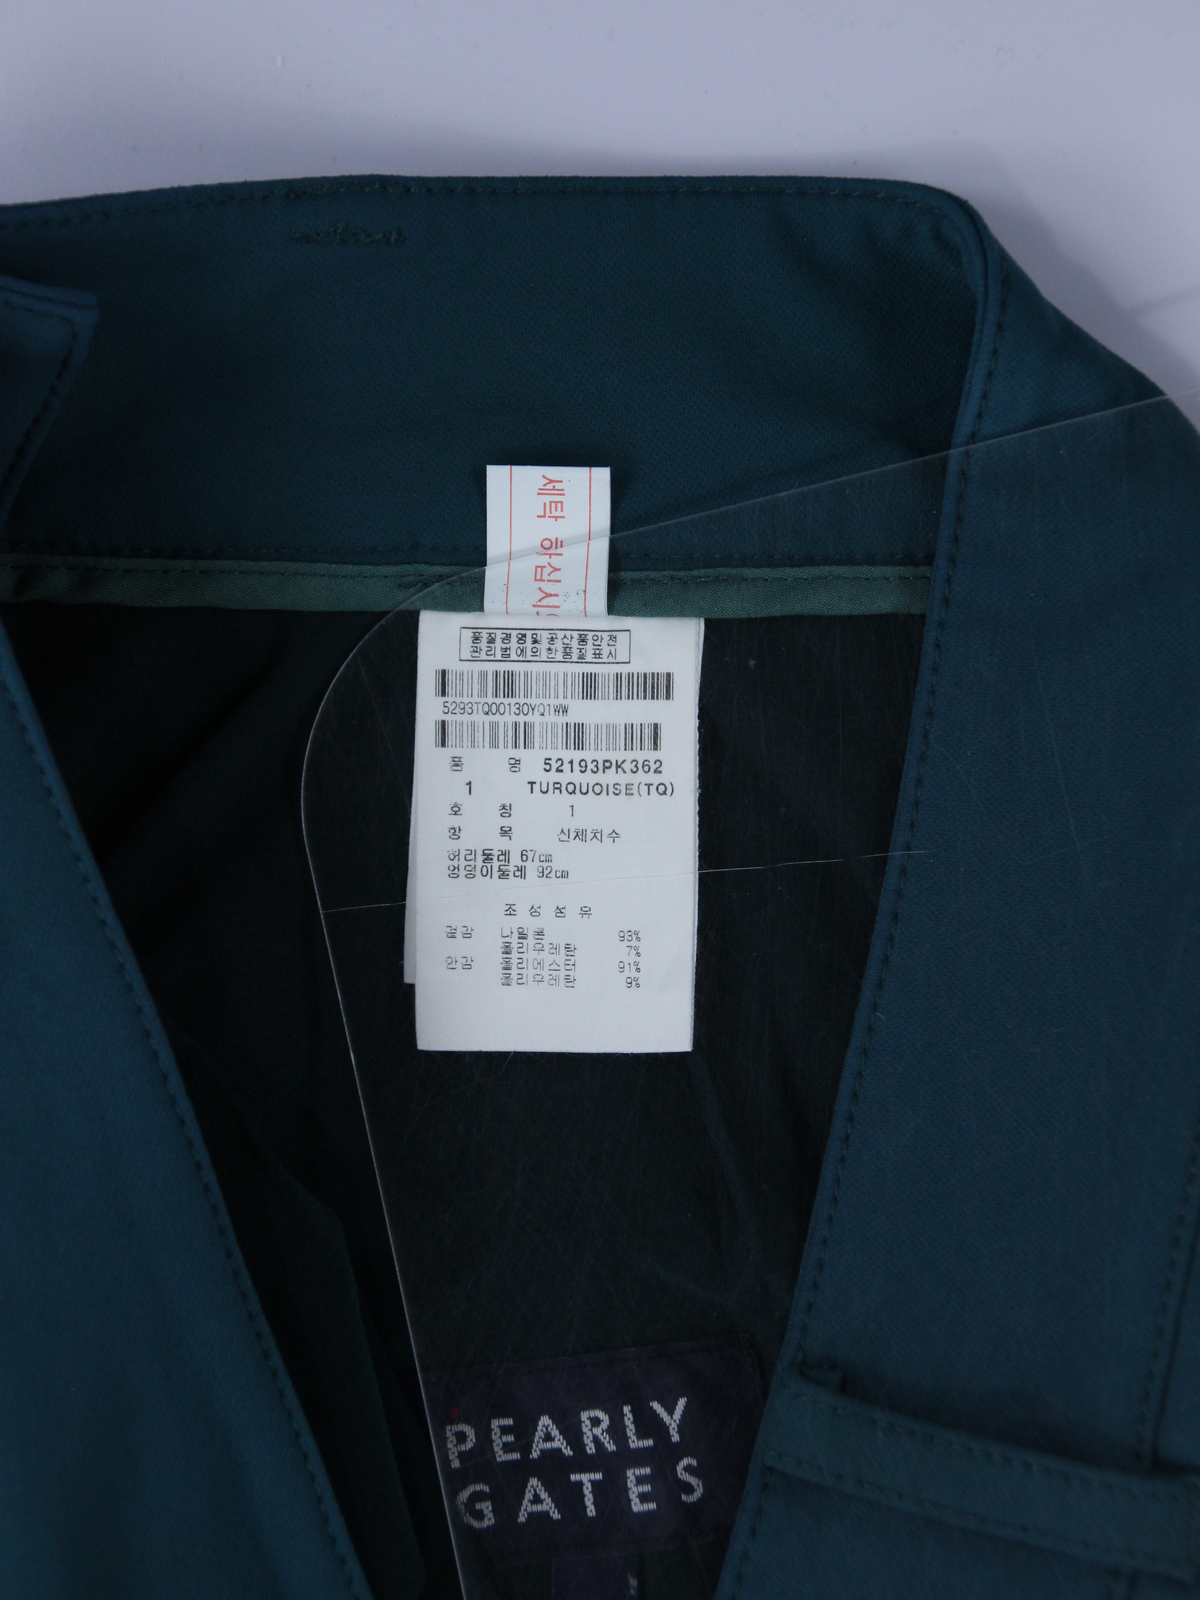 세탁 하십시오
품질경영및공산품안전
관리법에의한품질표시
5293TQ00130YQ1WW
품 명 52193PK362
1 TURQUOISE(TQ)
호 칭 1
항 목 신체치수
허리둘레 67cm
엉덩이둘레 92cm
조성섬유
겉감 나일론 93%
폴리우레탄 7%
안감 폴리에스터 91%
폴리우레탄 9%
PEARLY
GATES